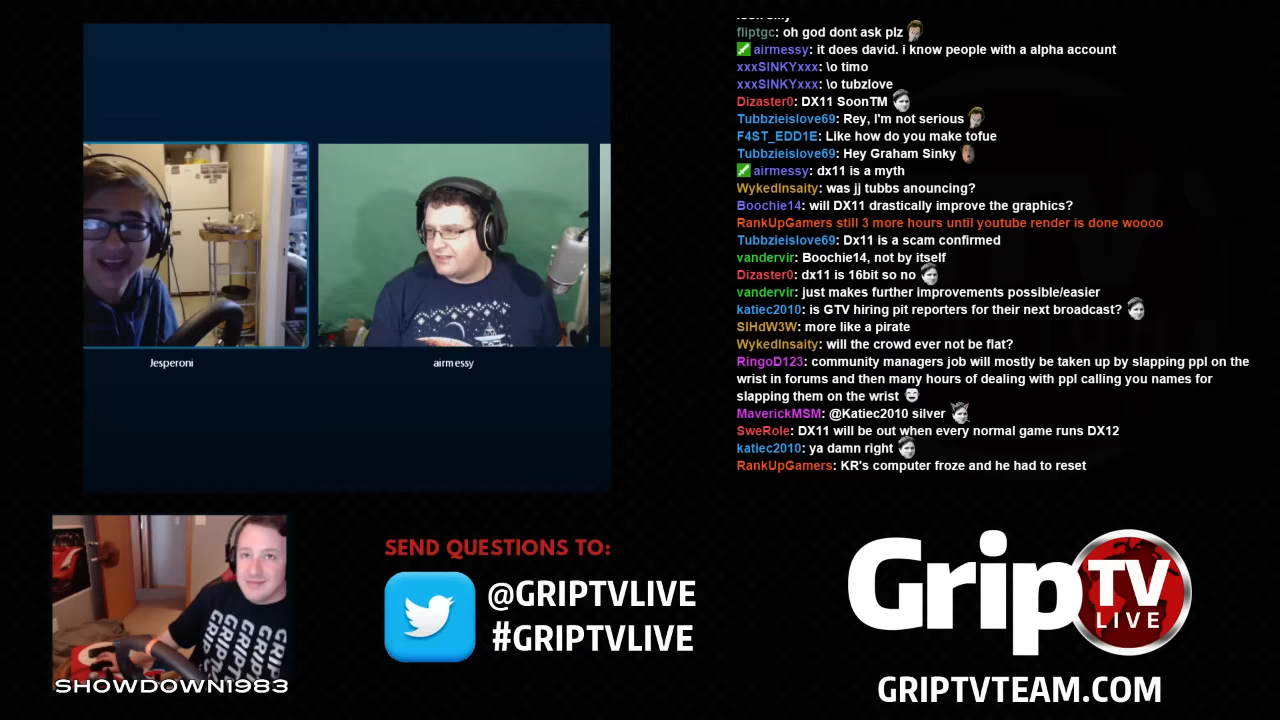 fliptgc: oh god dont ask plz
airmessy: it does david. i know people with a alpha account
xxxSINKYxxx: \o timo
xxxSINKYxxx: \o tubzlove
Dizaster0: DX11 SoonTM
Tubbzieislove69: Rey, I'm not serious
F4ST_EDD1E: Like how do you make tofue
Tubbzieislove69: Hey Graham Sinky
airmessy: dx11 is a myth
WykedInsaity: was jj tubbs anouncing?
Boochie14: will DX11 drastically improve the graphics?
RankUpGamers still 3 more hours until youtube render is done woooo
Tubbzieislove69: Dx11 is a scam confirmed
vandervir: Boochie14, not by itself
Dizaster0: dx11 is 16bit so no
vandervir: just makes further improvements possible/easier
katiec2010: is GTV hiring pit reporters for their next broadcast?
SIHdW3W: more like a pirate
WykedInsaity: will the crowd ever not be flat?
RingoD123: community managers job will mostly be taken up by slapping ppl on the
wrist in forums and then many hours of dealing with ppl calling you names for
slapping them on the wrist
MaverickMSM: @Katiec2010 silver
SweRole: DX11 will be out when every normal game runs DX12
katiec2010: ya damn right
RankUpGamers: KR's computer froze and he had to reset
Jesperoni
airmessy
SHOWDOWN1983
SEND QUESTIONS TO:
@GRIPTVLIVE
#GRIPTVLIVE
GripTV
LIVE
GRIPTVTEAM.COM